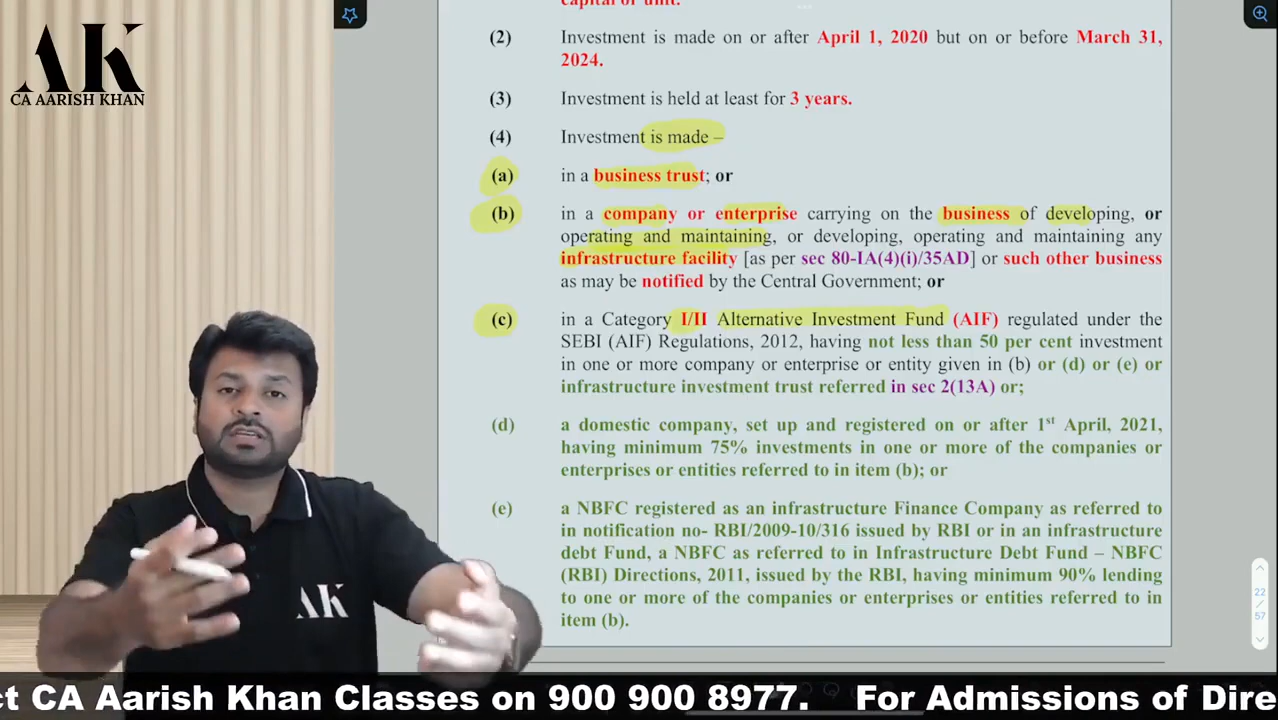 capital or unit.
(2) Investment is made on or after April 1, 2020 but on or before March 31,
2024.
(3) Investment is held at least for 3 years.
(4) Investment is made –
(a) in a business trust; or
(b) in a company or enterprise carrying on the business of developing, or
operating and maintaining, or developing, operating and maintaining any
infrastructure facility [as per sec 80-IA(4)(i)/35AD] or such other business
as may be notified by the Central Government; or
(c) in a Category I/II Alternative Investment Fund (AIF) regulated under the
SEBI (AIF) Regulations, 2012, having not less than 50 per cent investment
in one or more company or enterprise or entity given in (b) or (d) or (e) or
infrastructure investment trust referred in sec 2(13A) or;
(d) a domestic company, set up and registered on or after 1st April, 2021,
having minimum 75% investments in one or more of the companies or
enterprises or entities referred to in item (b); or
(e) a NBFC registered as an infrastructure Finance Company as referred to
in notification no- RBI/2009-10/316 issued by RBI or in an infrastructure
debt Fund, a NBFC as referred to in Infrastructure Debt Fund – NBFC
(RBI) Directions, 2011, issued by the RBI, having minimum 90% lending
to one or more of the companies or enterprises or entities referred to in
item (b).
AK
CA AARISH KHAN
AK
22
/
57
ct CA Aarish Khan Classes on 900 900 8977. For Admissions of Dire